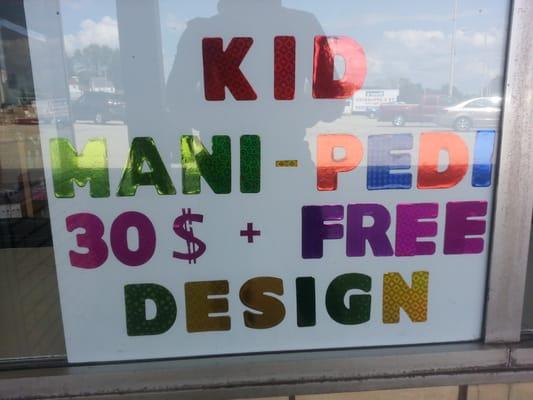 KID
MANI-PEDI
30$ + FREE
DESIGN